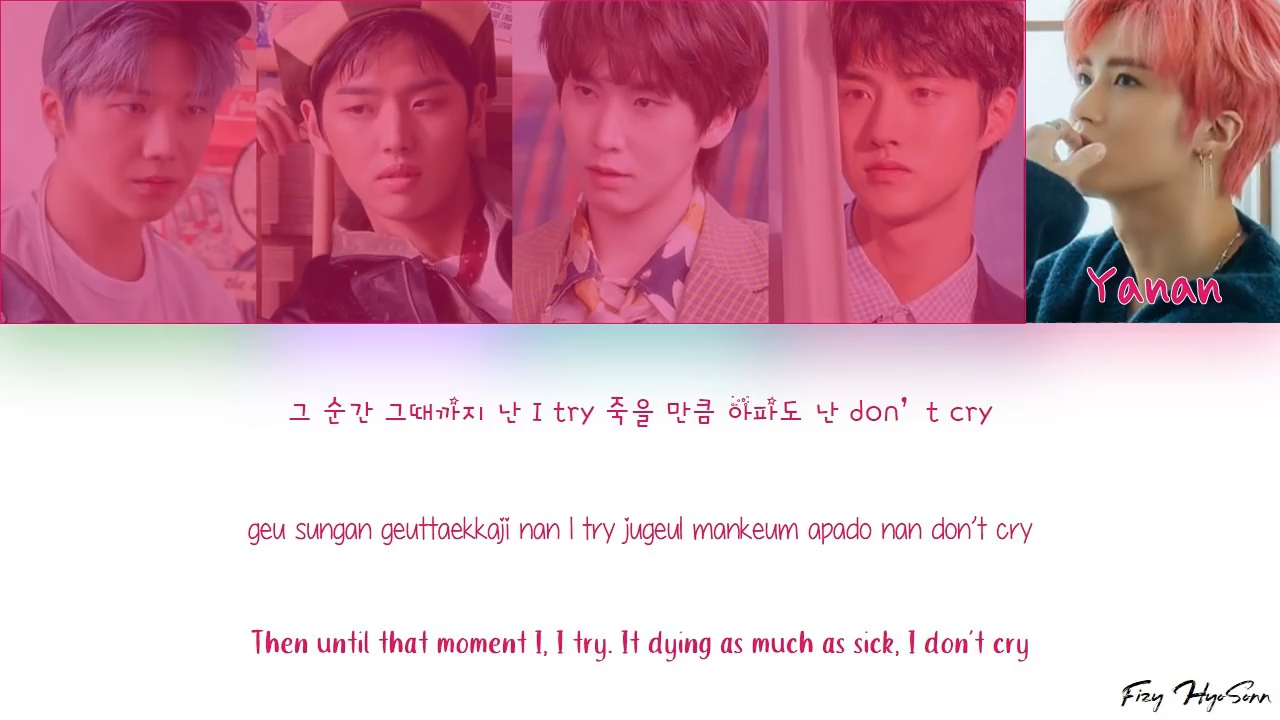 Yanan
그 순간 그때까지 난 I try 죽을 만큼 아파도 난 don’t cry
geu sungan geuttaekkaji nan I try jugeul mankeum apado nan don't cry
Then until that moment I, I try. It dying as much as sick, I don't cry
Fizy HyoSonn